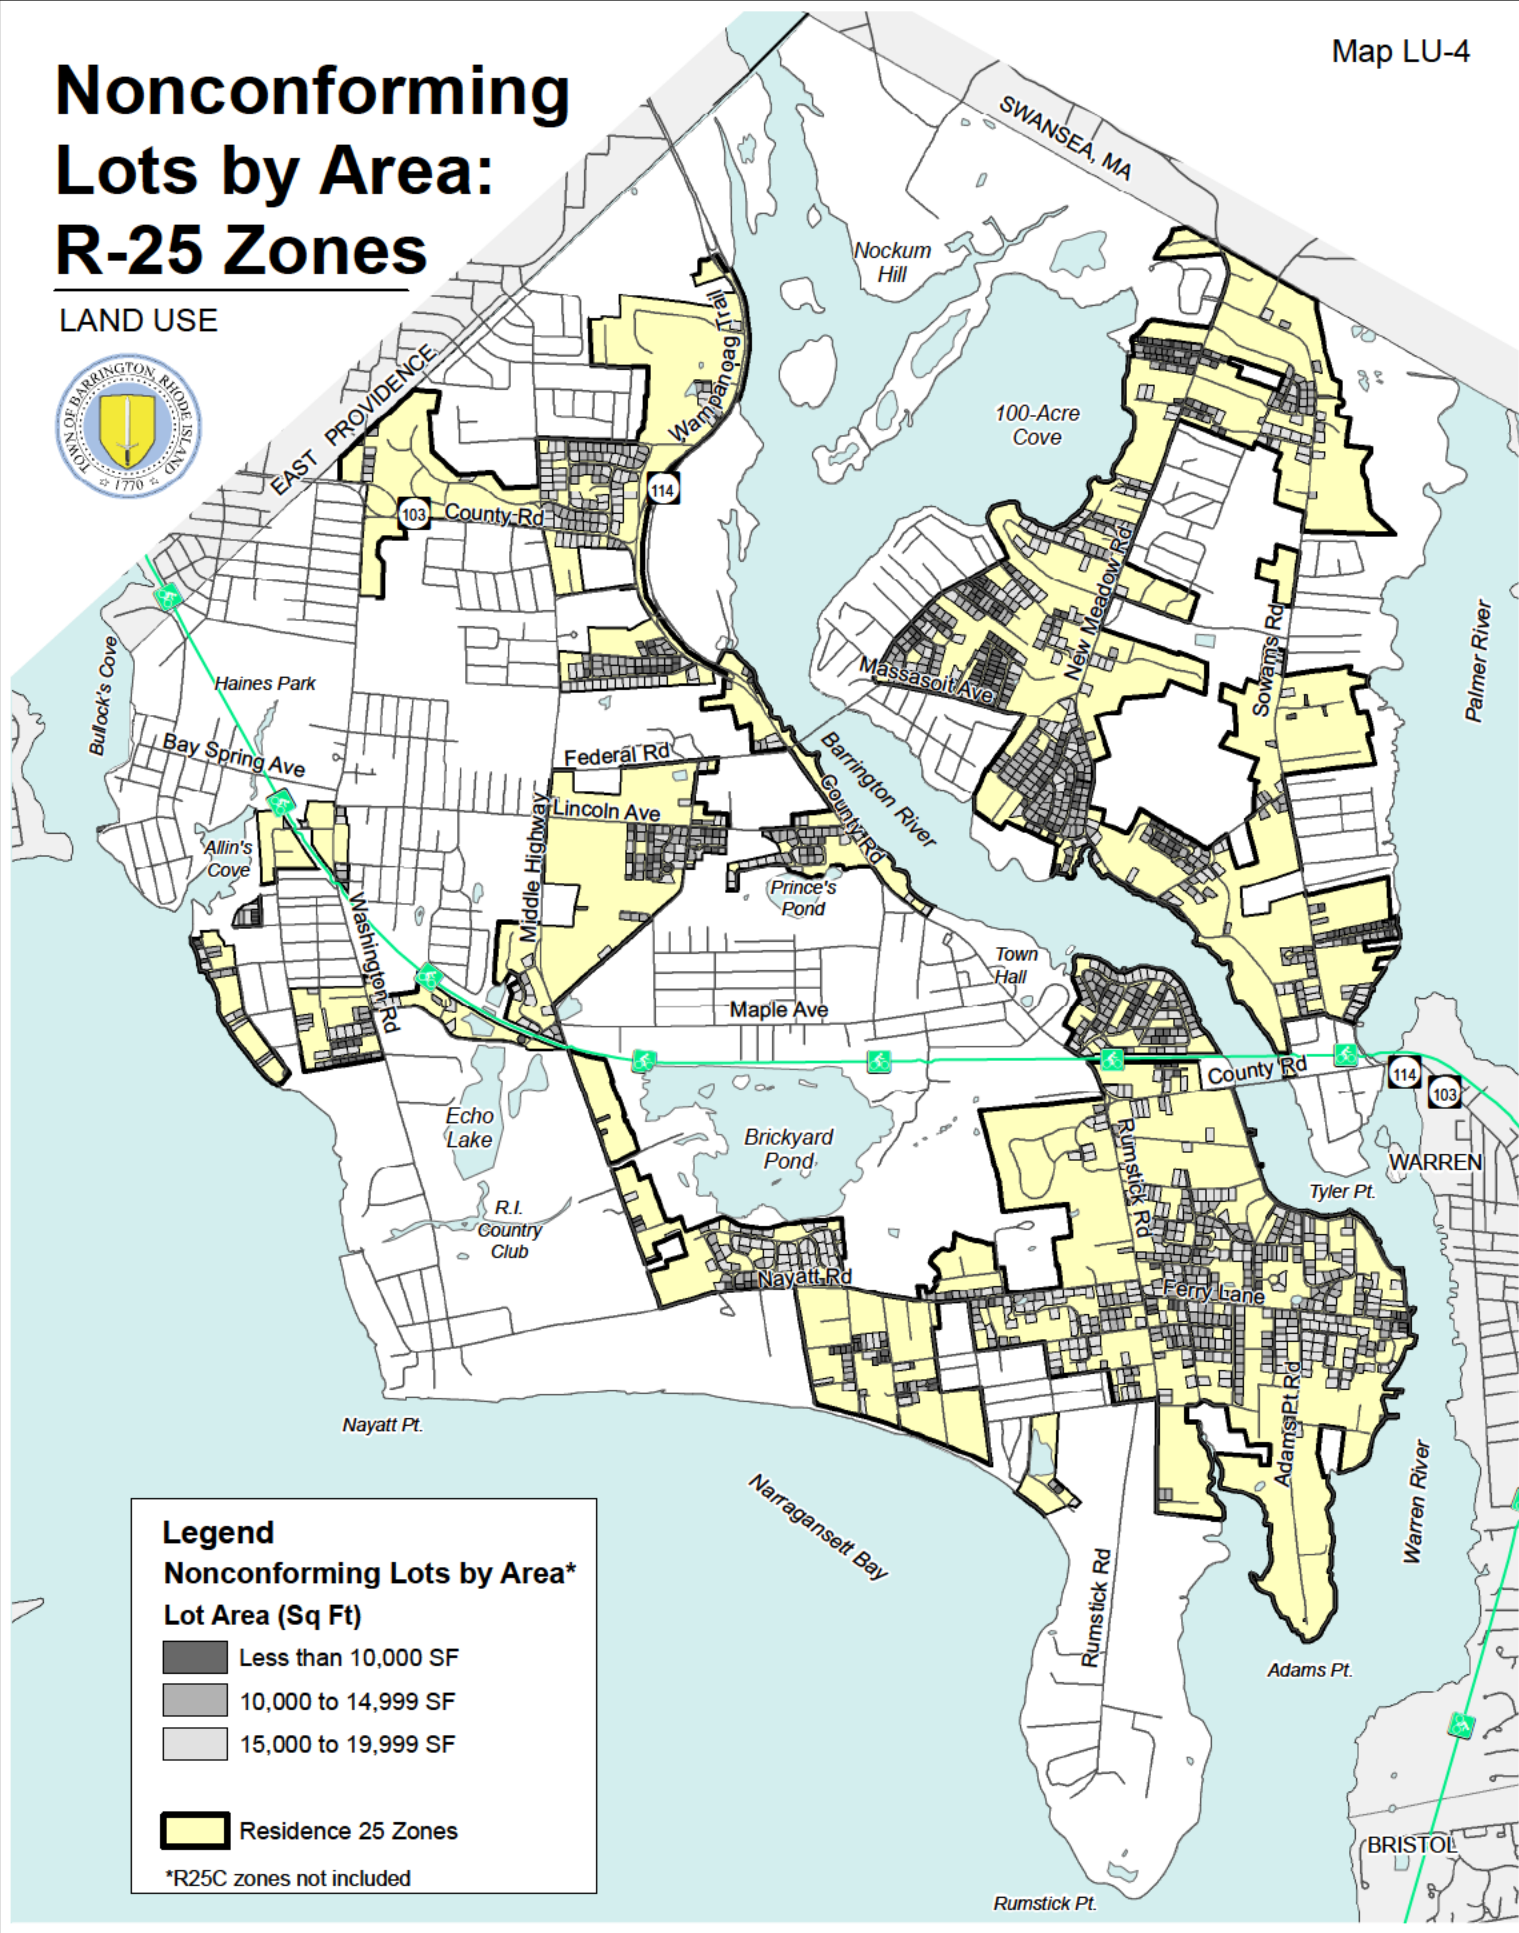 Map LU-4
Nonconforming
Lots by Area:
R-25 Zones
LAND USE
TOWN OF BARRINGTON, RHODE ISLAND
1770
SWANSEA, MA
Nockum
Hill
EAST PROVIDENCE
Wampanoag Trail
100-Acre
Cove
114
103
County Rd
New Meadow Rd
Sowams Rd
Palmer River
Bullock's Cove
Haines Park
Massasoit Ave
Bay Spring Ave
Federal Rd
Barrington River
County Rd
Lincoln Ave
Middle Highway
Allin's
Cove
Prince's
Pond
Washington Rd
Town
Hall
Maple Ave
County Rd
114
103
Echo
Lake
Brickyard
Pond
Rumstick Rd
WARREN
Tyler Pt.
R.I.
Country
Club
Nayatt Rd
Ferry Lane
Adams Pt Rd
Nayatt Pt.
Narragansett Bay
Warren River
Rumstick Rd
Adams Pt.
BRISTOL
Rumstick Pt.
Legend
Nonconforming Lots by Area*
Lot Area (Sq Ft)
Less than 10,000 SF
10,000 to 14,999 SF
15,000 to 19,999 SF
Residence 25 Zones
*R25C zones not included